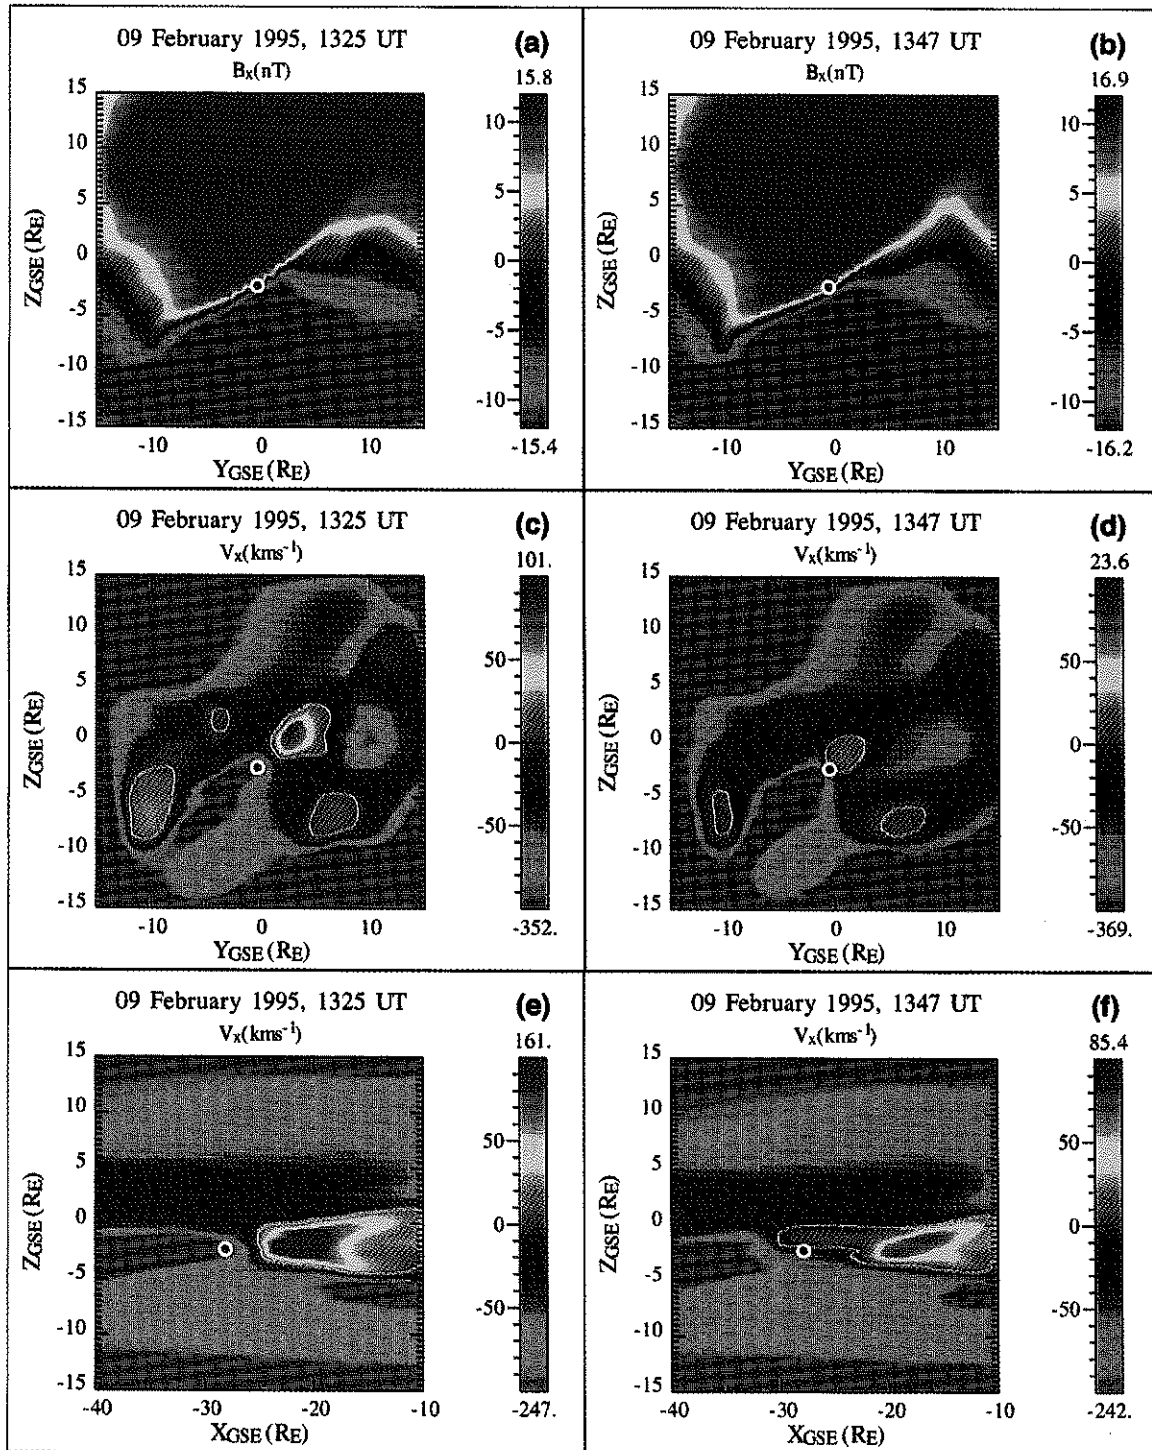 09 February 1995, 1325 UT (a)
Bx(nT) 15.8
15
10
5
0
-5
-10
-15
ZGSE (RE)
-10 0 10
YGSE (RE)
10
5
0
-5
-10
-15.4
09 February 1995, 1347 UT (b)
Bx(nT) 16.9
15
10
5
0
-5
-10
-15
ZGSE (RE)
-10 0 10
YGSE (RE)
10
5
0
-5
-10
-16.2
09 February 1995, 1325 UT (c)
Vx(kms-1) 101.
15
10
5
0
-5
-10
-15
ZGSE (RE)
-10 0 10
YGSE (RE)
50
0
-50
-352.
09 February 1995, 1347 UT (d)
Vx(kms-1) 23.6
15
10
5
0
-5
-10
-15
ZGSE (RE)
-10 0 10
YGSE (RE)
50
0
-50
-369.
09 February 1995, 1325 UT (e)
Vx(kms-1) 161.
15
10
5
0
-5
-10
-15
ZGSE (RE)
-40 -30 -20 -10
XGSE (RE)
50
0
-50
-247.
09 February 1995, 1347 UT (f)
Vx(kms-1) 85.4
15
10
5
0
-5
-10
-15
ZGSE (RE)
-40 -30 -20 -10
XGSE (RE)
50
0
-50
-242.